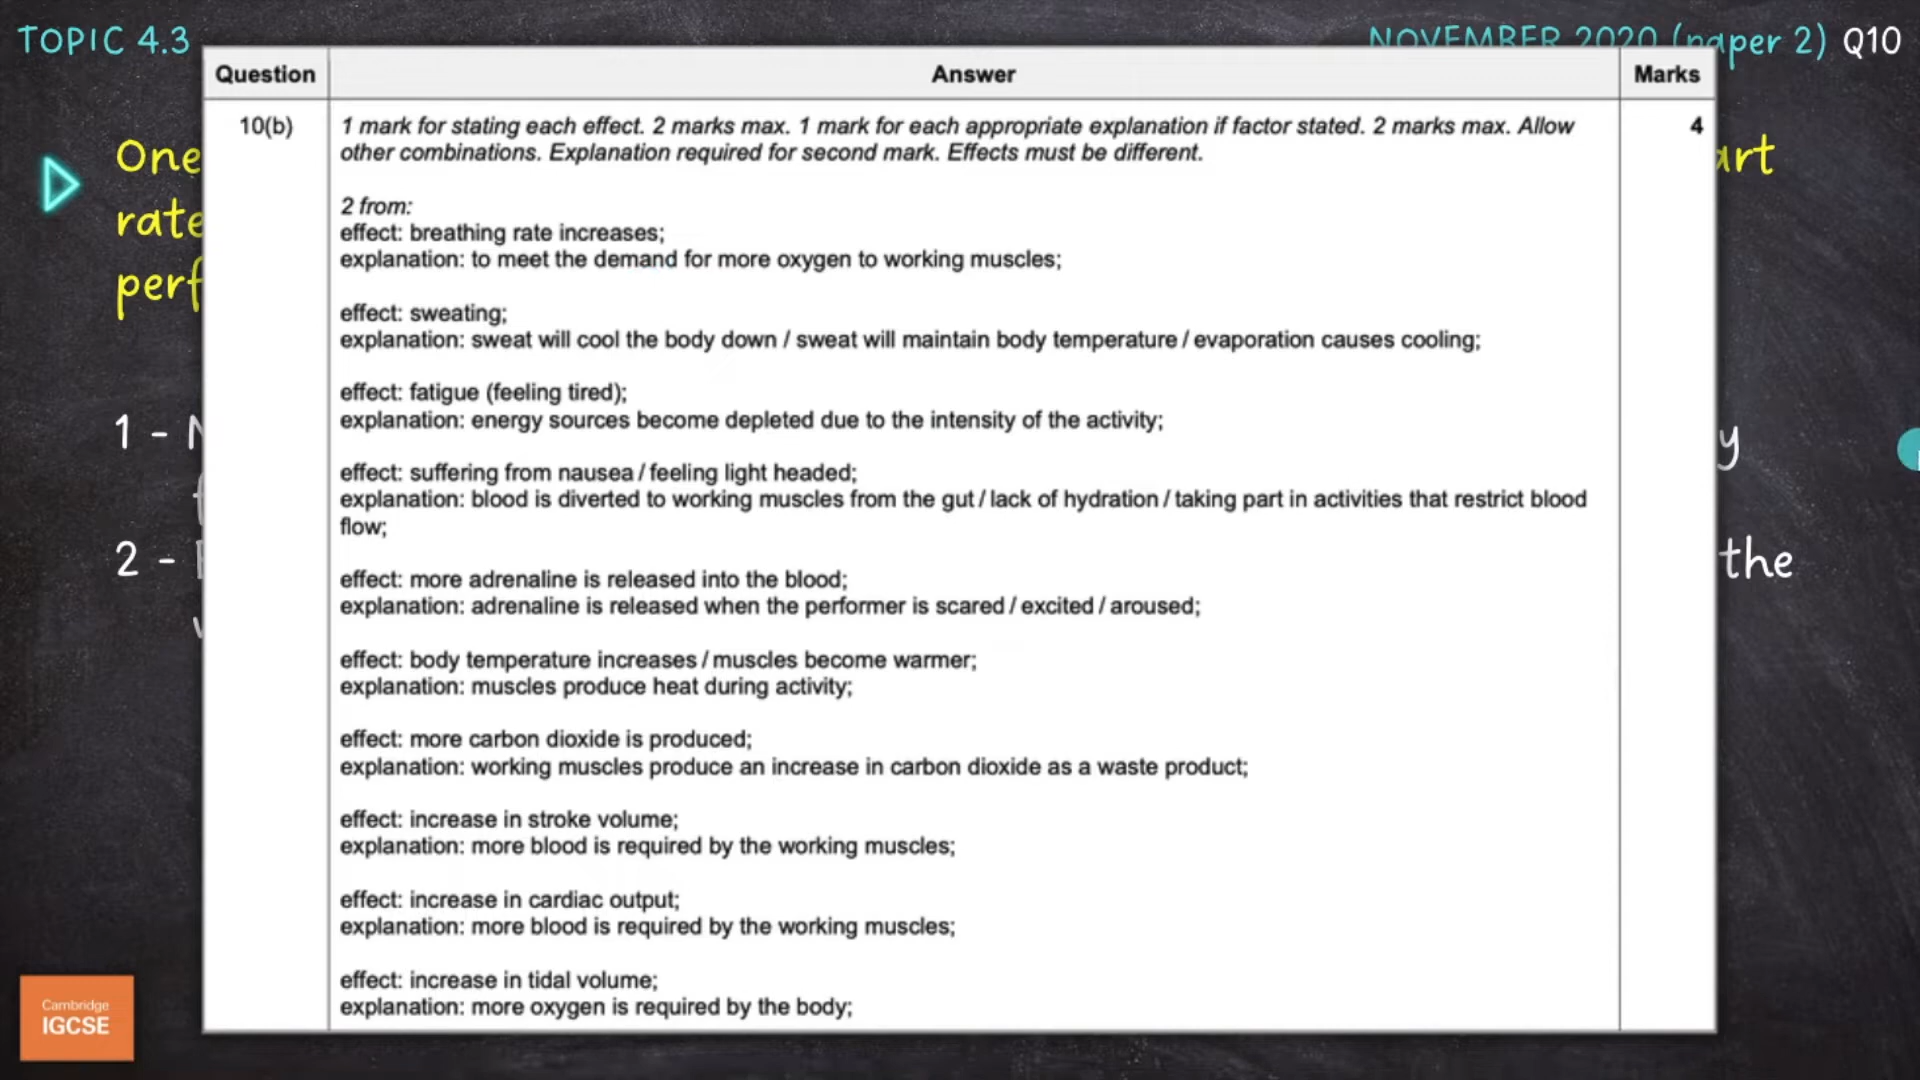 TOPIC 4.3
NOVEMBER 2020 (paper 2) Q10
Question Answer Marks
10(b) 1 mark for stating each effect. 2 marks max. 1 mark for each appropriate explanation if factor stated. 2 marks max. Allow 4
other combinations. Explanation required for second mark. Effects must be different.
2 from:
effect: breathing rate increases;
explanation: to meet the demand for more oxygen to working muscles;
effect: sweating;
explanation: sweat will cool the body down / sweat will maintain body temperature / evaporation causes cooling;
effect: fatigue (feeling tired);
explanation: energy sources become depleted due to the intensity of the activity;
effect: suffering from nausea / feeling light headed;
explanation: blood is diverted to working muscles from the gut / lack of hydration / taking part in activities that restrict blood
flow;
effect: more adrenaline is released into the blood;
explanation: adrenaline is released when the performer is scared / excited / aroused;
effect: body temperature increases / muscles become warmer;
explanation: muscles produce heat during activity;
effect: more carbon dioxide is produced;
explanation: working muscles produce an increase in carbon dioxide as a waste product;
effect: increase in stroke volume;
explanation: more blood is required by the working muscles;
effect: increase in cardiac output;
explanation: more blood is required by the working muscles;
effect: increase in tidal volume;
explanation: more oxygen is required by the body;
One
rate
1 -
2 - the
Cambridge
IGCSE